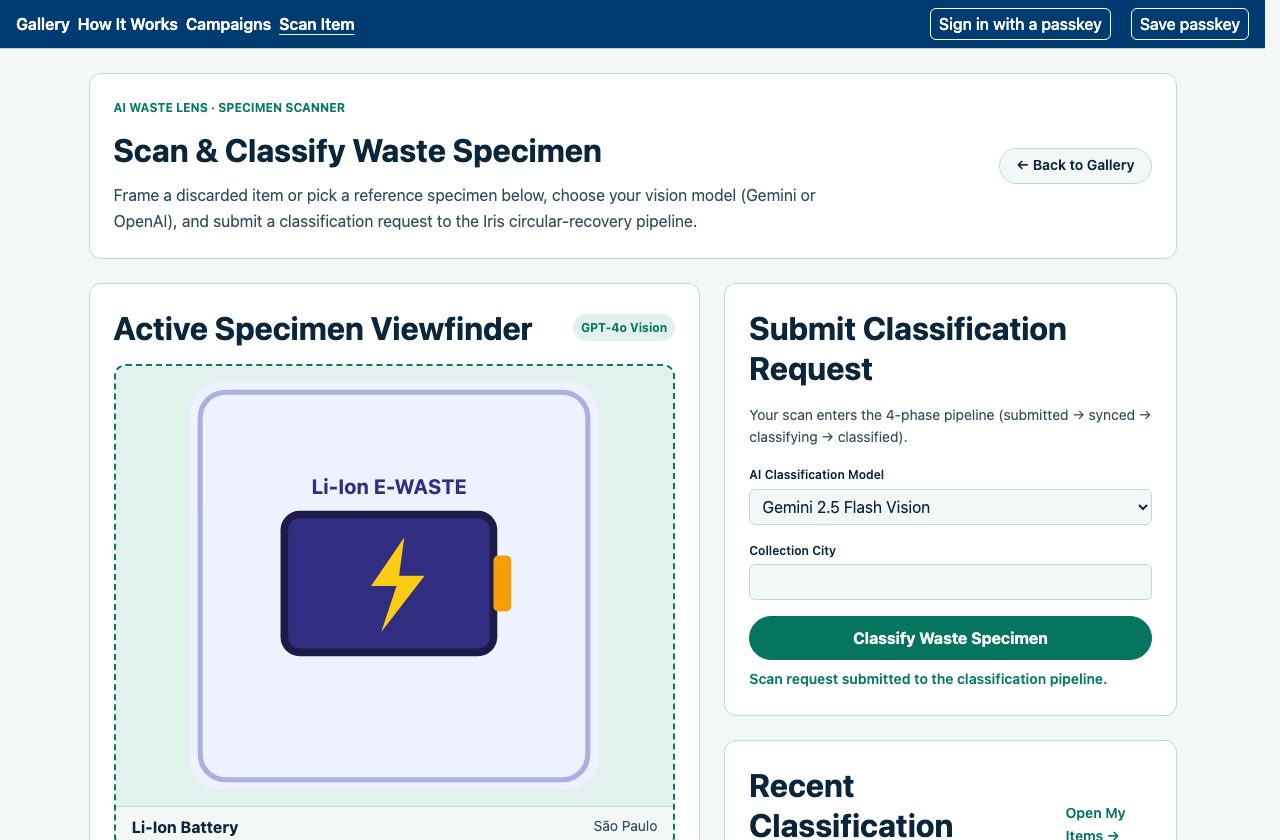 Gallery How It Works Campaigns Scan Item
Sign in with a passkey
Save passkey
AI WASTE LENS · SPECIMEN SCANNER
Scan & Classify Waste Specimen
Frame a discarded item or pick a reference specimen below, choose your vision model (Gemini or
OpenAI), and submit a classification request to the Iris circular-recovery pipeline.
← Back to Gallery
Active Specimen Viewfinder
GPT-4o Vision
Li-Ion E-WASTE
Li-Ion Battery
São Paulo
Submit Classification
Request
Your scan enters the 4-phase pipeline (submitted → synced →
classifying → classified).
AI Classification Model
Gemini 2.5 Flash Vision
Collection City
Classify Waste Specimen
Scan request submitted to the classification pipeline.
Recent
Classification
Open My
Items →